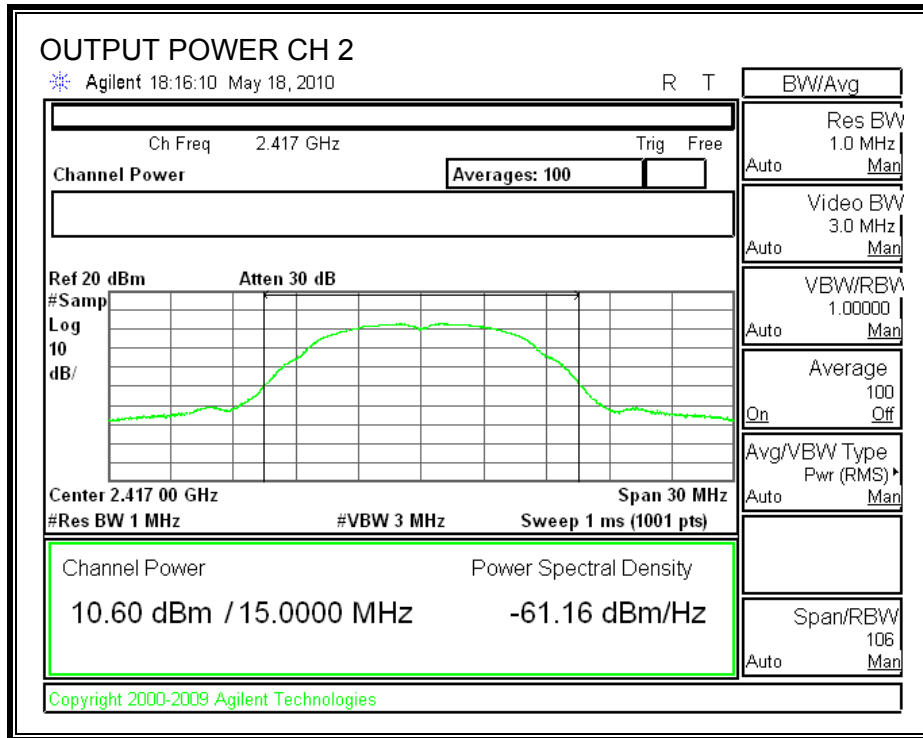 OUTPUT POWER CH 2
Agilent 18:16:10 May 18, 2010 R T
Ch Freq 2.417 GHz Trig Free
Channel Power Averages: 100
Ref 20 dBm Atten 30 dB
#Samp
Log
10
dB/
Center 2.417 00 GHz Span 30 MHz
#Res BW 1 MHz #VBW 3 MHz Sweep 1 ms (1001 pts)
Channel Power Power Spectral Density
10.60 dBm / 15.0000 MHz -61.16 dBm/Hz
Copyright 2000-2009 Agilent Technologies
BW/Avg
Res BW
1.0 MHz
Auto Man
Video BW
3.0 MHz
Auto Man
VBW/RBW
1.00000
Auto Man
Average
100
On Off
Avg/VBW Type
Pwr (RMS)
Auto Man
Span/RBW
106
Auto Man